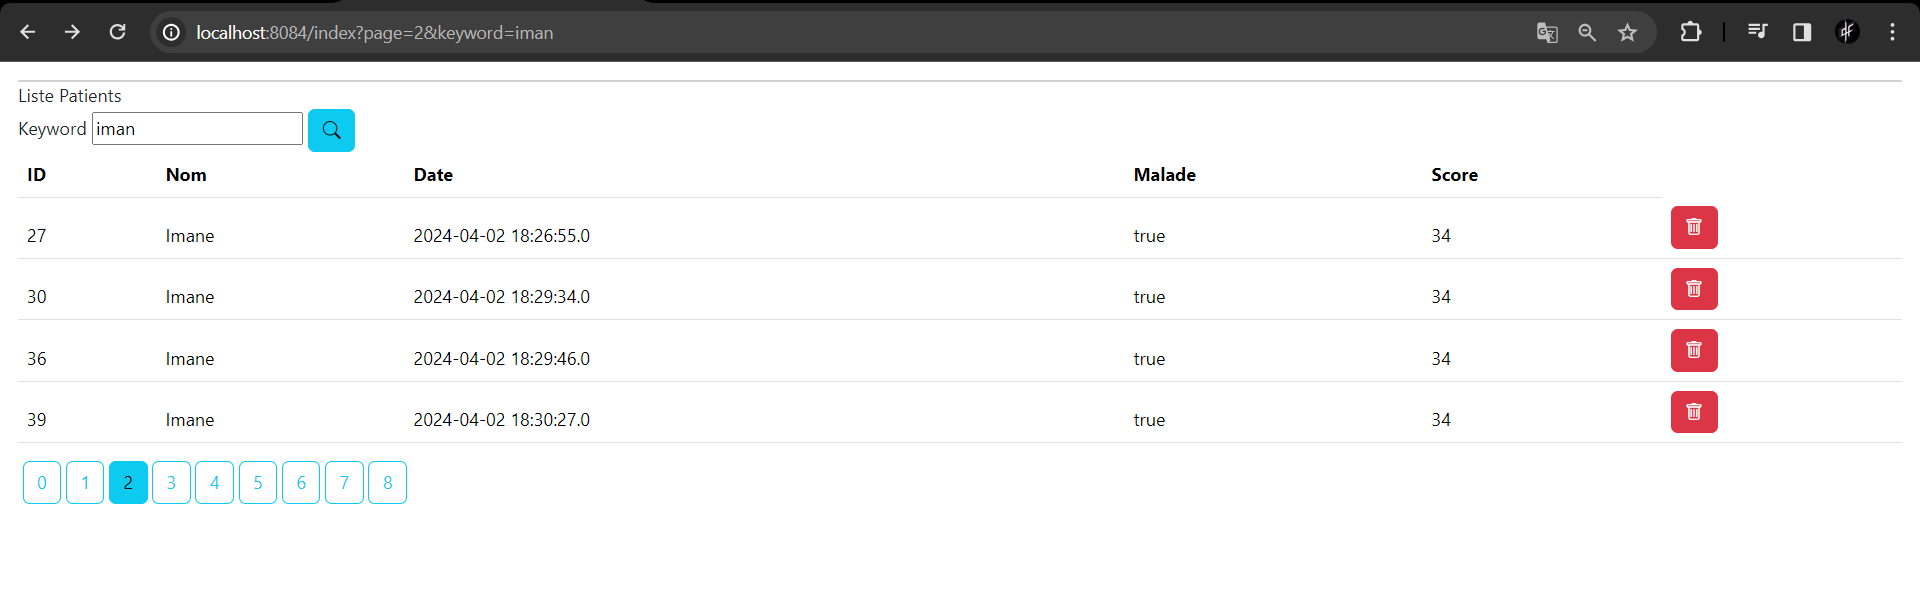 localhost:8084/index?page=2&keyword=iman
Liste Patients
Keyword iman
ID Nom Date Malade Score
27 Imane 2024-04-02 18:26:55.0 true 34
30 Imane 2024-04-02 18:29:34.0 true 34
36 Imane 2024-04-02 18:29:46.0 true 34
39 Imane 2024-04-02 18:30:27.0 true 34
0 1 2 3 4 5 6 7 8